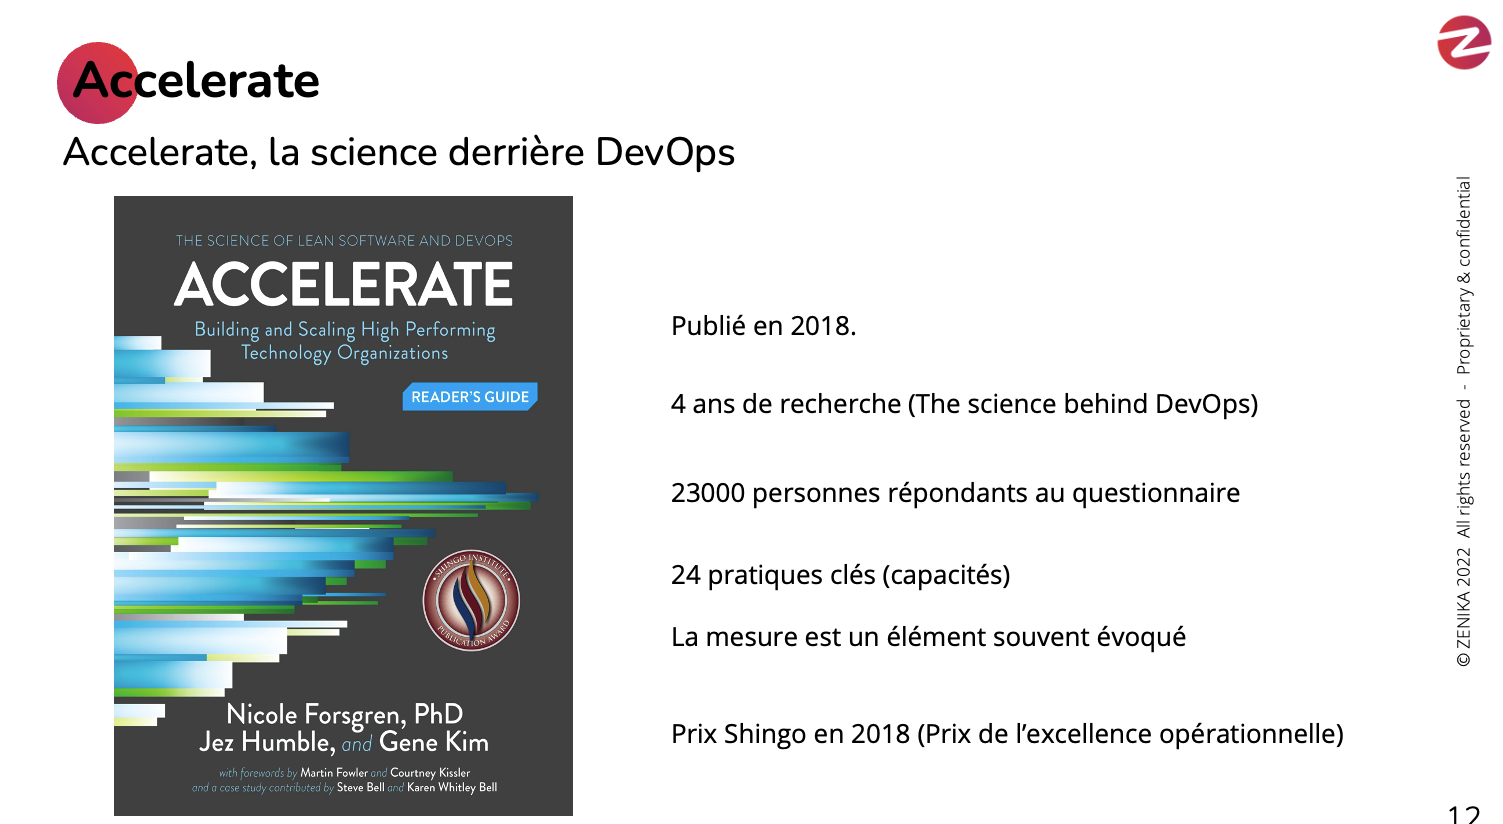 Accelerate
Accelerate, la science derrière DevOps
THE SCIENCE OF LEAN SOFTWARE AND DEVOPS
ACCELERATE
Building and Scaling High Performing
Technology Organizations
READER'S GUIDE
SHINGO INSTITUTE
PUBLICATION AWARD
Nicole Forsgren, PhD
Jez Humble, and Gene Kim
with forewords by Martin Fowler and Courtney Kissler
and a case study contributed by Steve Bell and Karen Whitley Bell
Publié en 2018.
4 ans de recherche (The science behind DevOps)
23000 personnes répondants au questionnaire
24 pratiques clés (capacités)
La mesure est un élément souvent évoqué
Prix Shingo en 2018 (Prix de l’excellence opérationnelle)
© ZENIKA 2022 All rights reserved - Proprietary & confidential
12